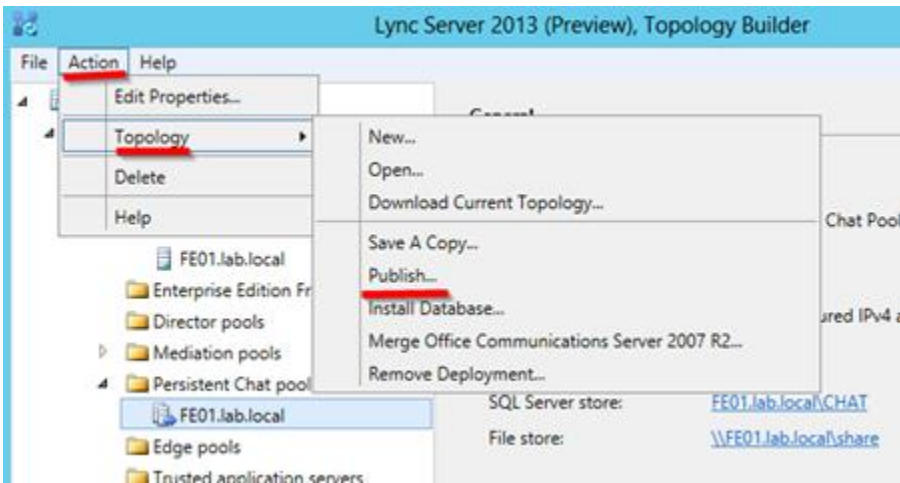 Lync Server 2013 (Preview), Topology Builder
File Action Help
Edit Properties...
Topology
Delete
Help
New...
Open...
Download Current Topology...
Save A Copy...
Publish...
Install Database...
Merge Office Communications Server 2007 R2...
Remove Deployment...
General
Chat Pool
FE01.lab.local
Enterprise Edition Fr
Director pools
ured IPv4 a
Mediation pools
Persistent Chat pool
FE01.lab.local
Edge pools
Trusted application servers
SQL Server store: FE01.lab.local\CHAT
File store: \\FE01.lab.local\share